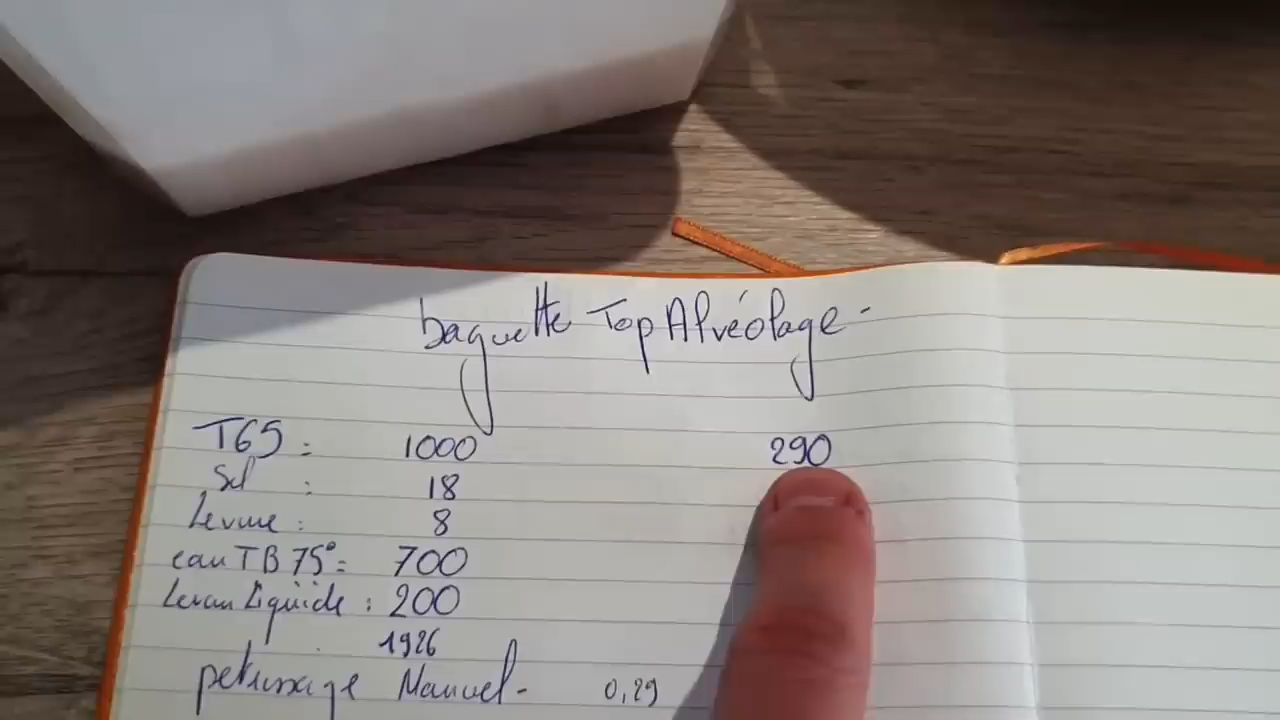 baguette Top Alvéolage -
T65 : 1000 290
Sel : 18
Levure : 8
eau TB 75° = 700
Levain Liquide : 200
1926
petrissage Manuel - 0,29